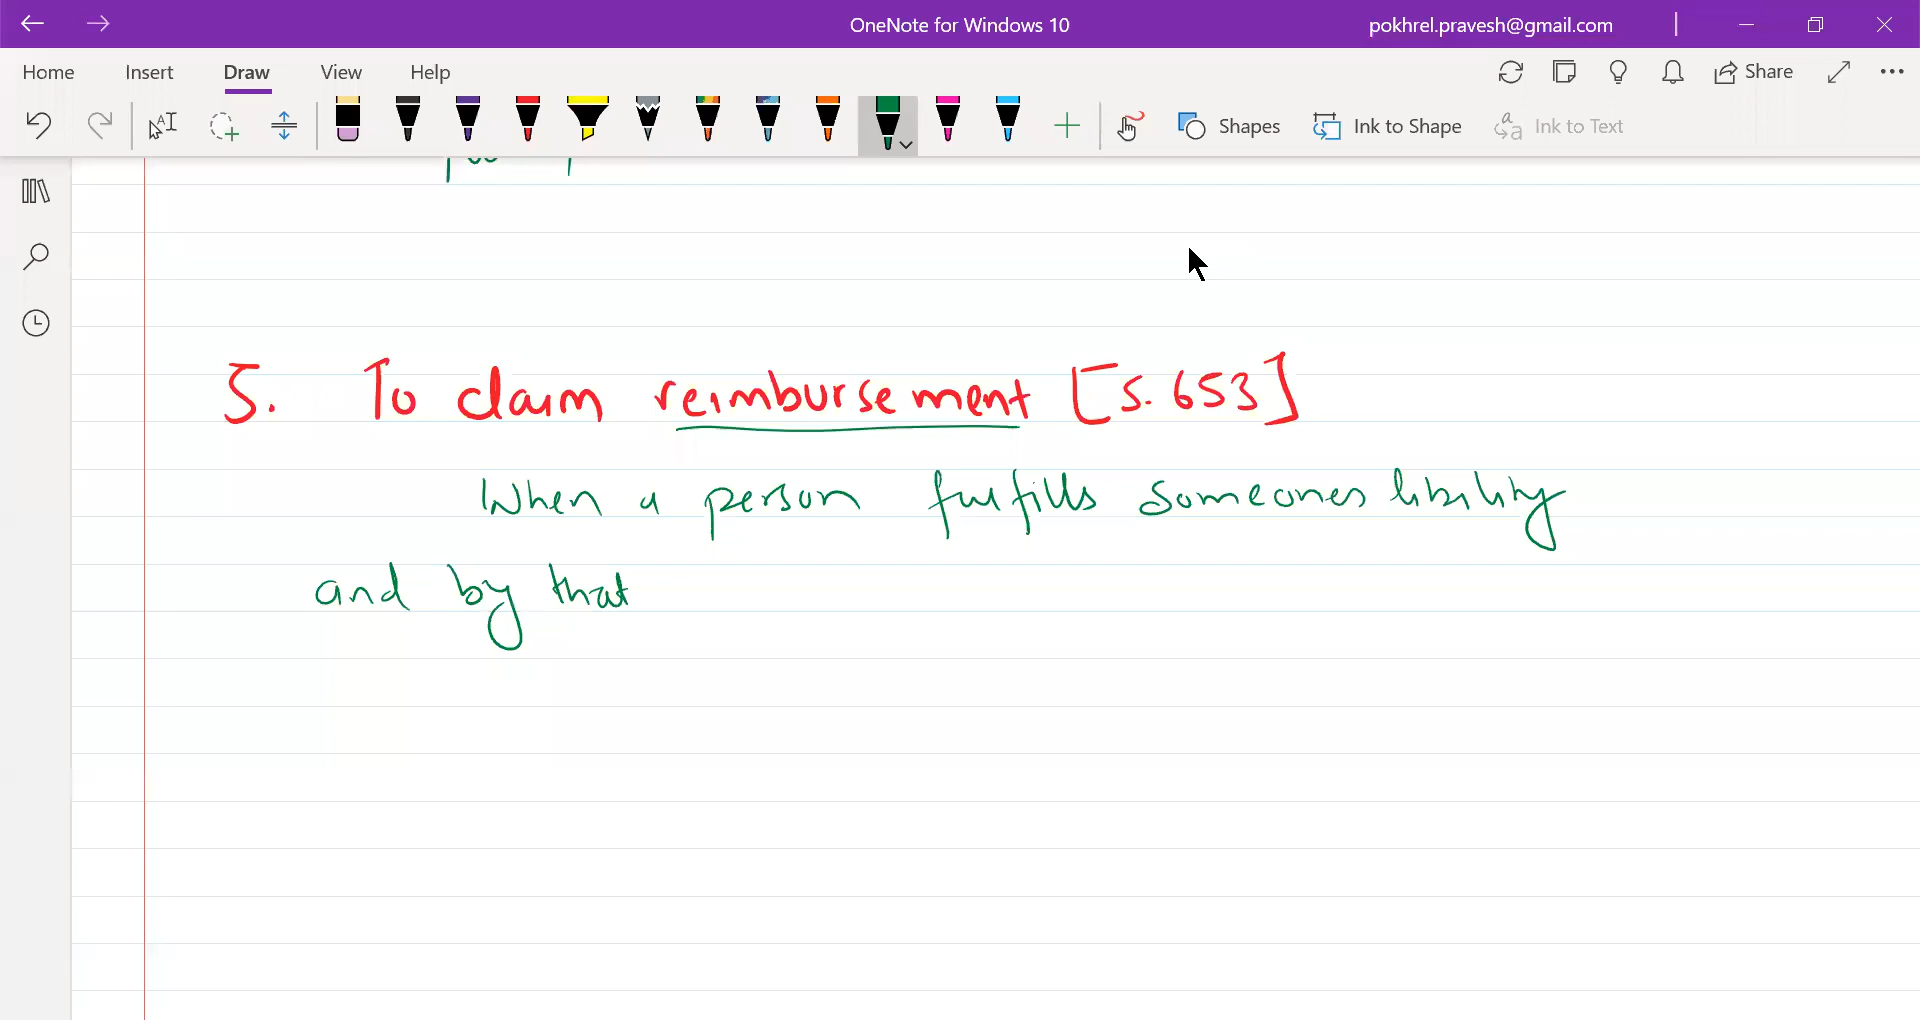 OneNote for Windows 10
pokhrel.pravesh@gmail.com
Home Insert Draw View Help
Share
Shapes Ink to Shape Ink to Text
5. To claim reimbursement [S. 653]
When a person fulfills someones libility
and by that